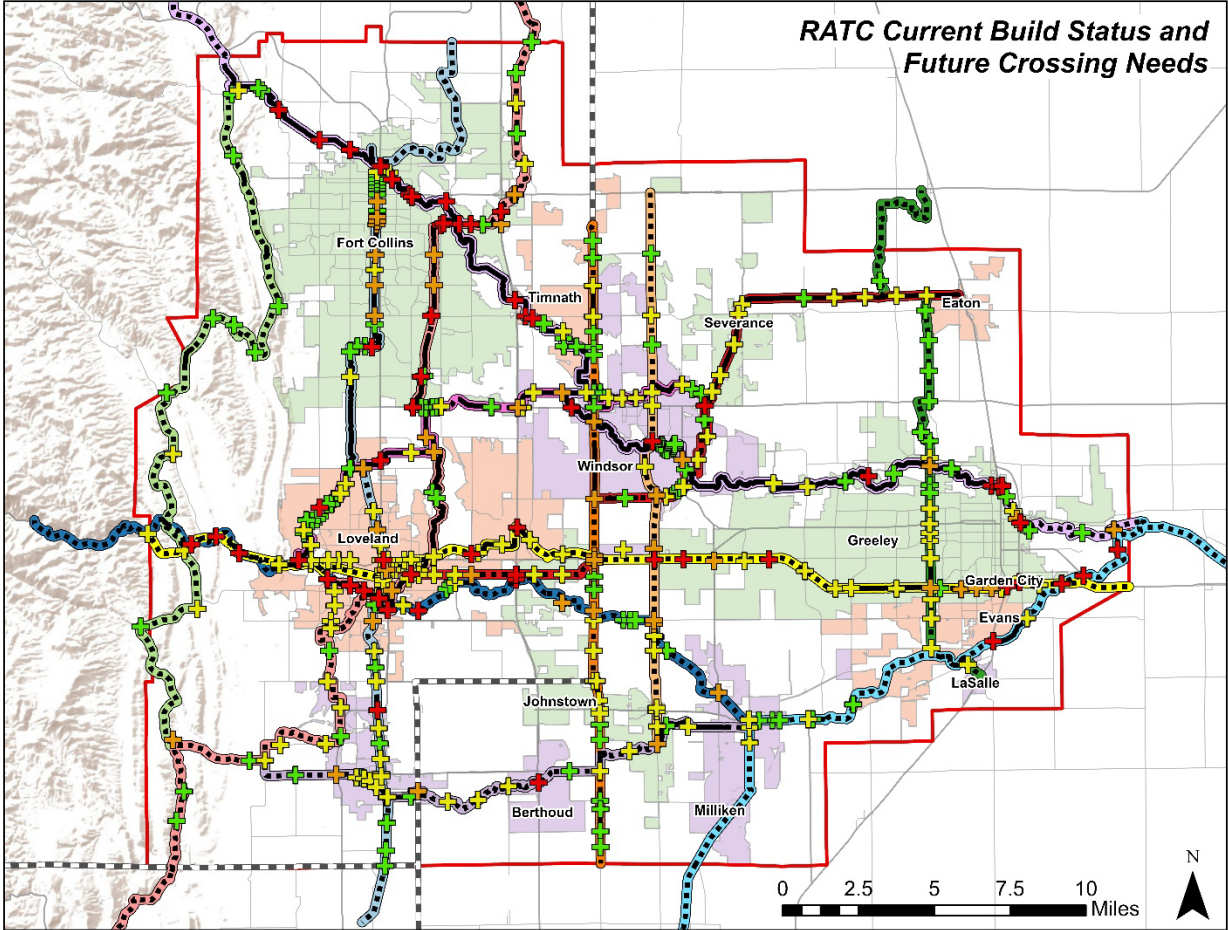 RATC Current Build Status and
Future Crossing Needs
Fort Collins
Timnath
Eaton
Severance
Windsor
Loveland
Greeley
Garden City
Evans
LaSalle
Johnstown
Berthoud
Milliken
N
0 2.5 5 7.5 10
Miles